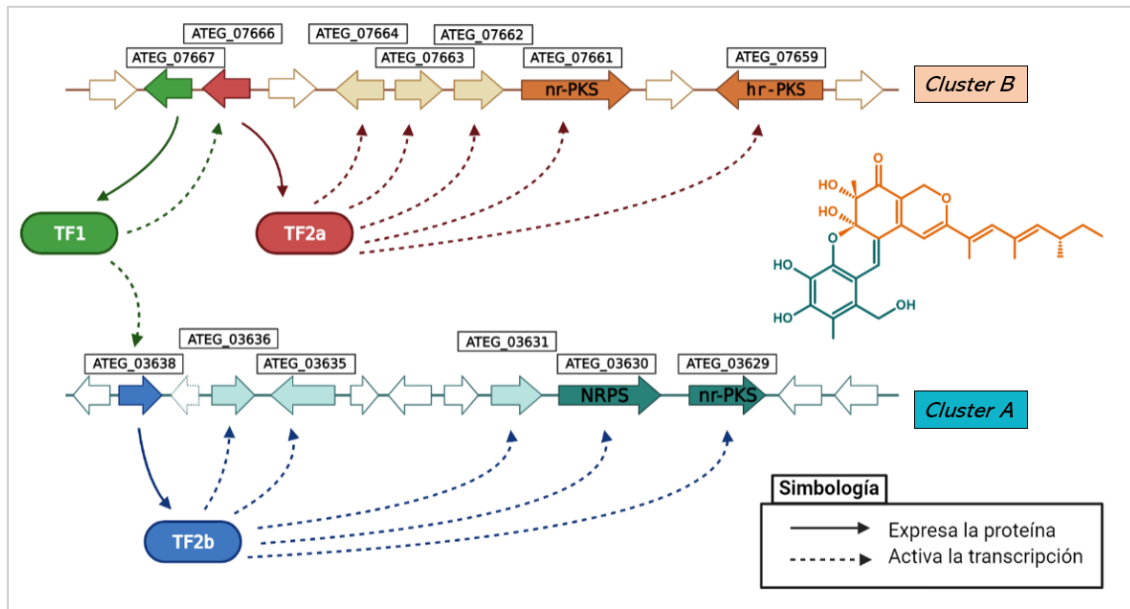 ATEG_07666
ATEG_07664
ATEG_07662
ATEG_07667
ATEG_07663
ATEG_07661
ATEG_07659
nr-PKS
hr-PKS
Cluster B
TF1
TF2a
O
HO
HO
O
O
HO
HO
OH
ATEG_03636
ATEG_03631
ATEG_03638
ATEG_03635
ATEG_03630
ATEG_03629
NRPS
nr-PKS
Cluster A
TF2b
Simbología
Expresa la proteína
Activa la transcripción